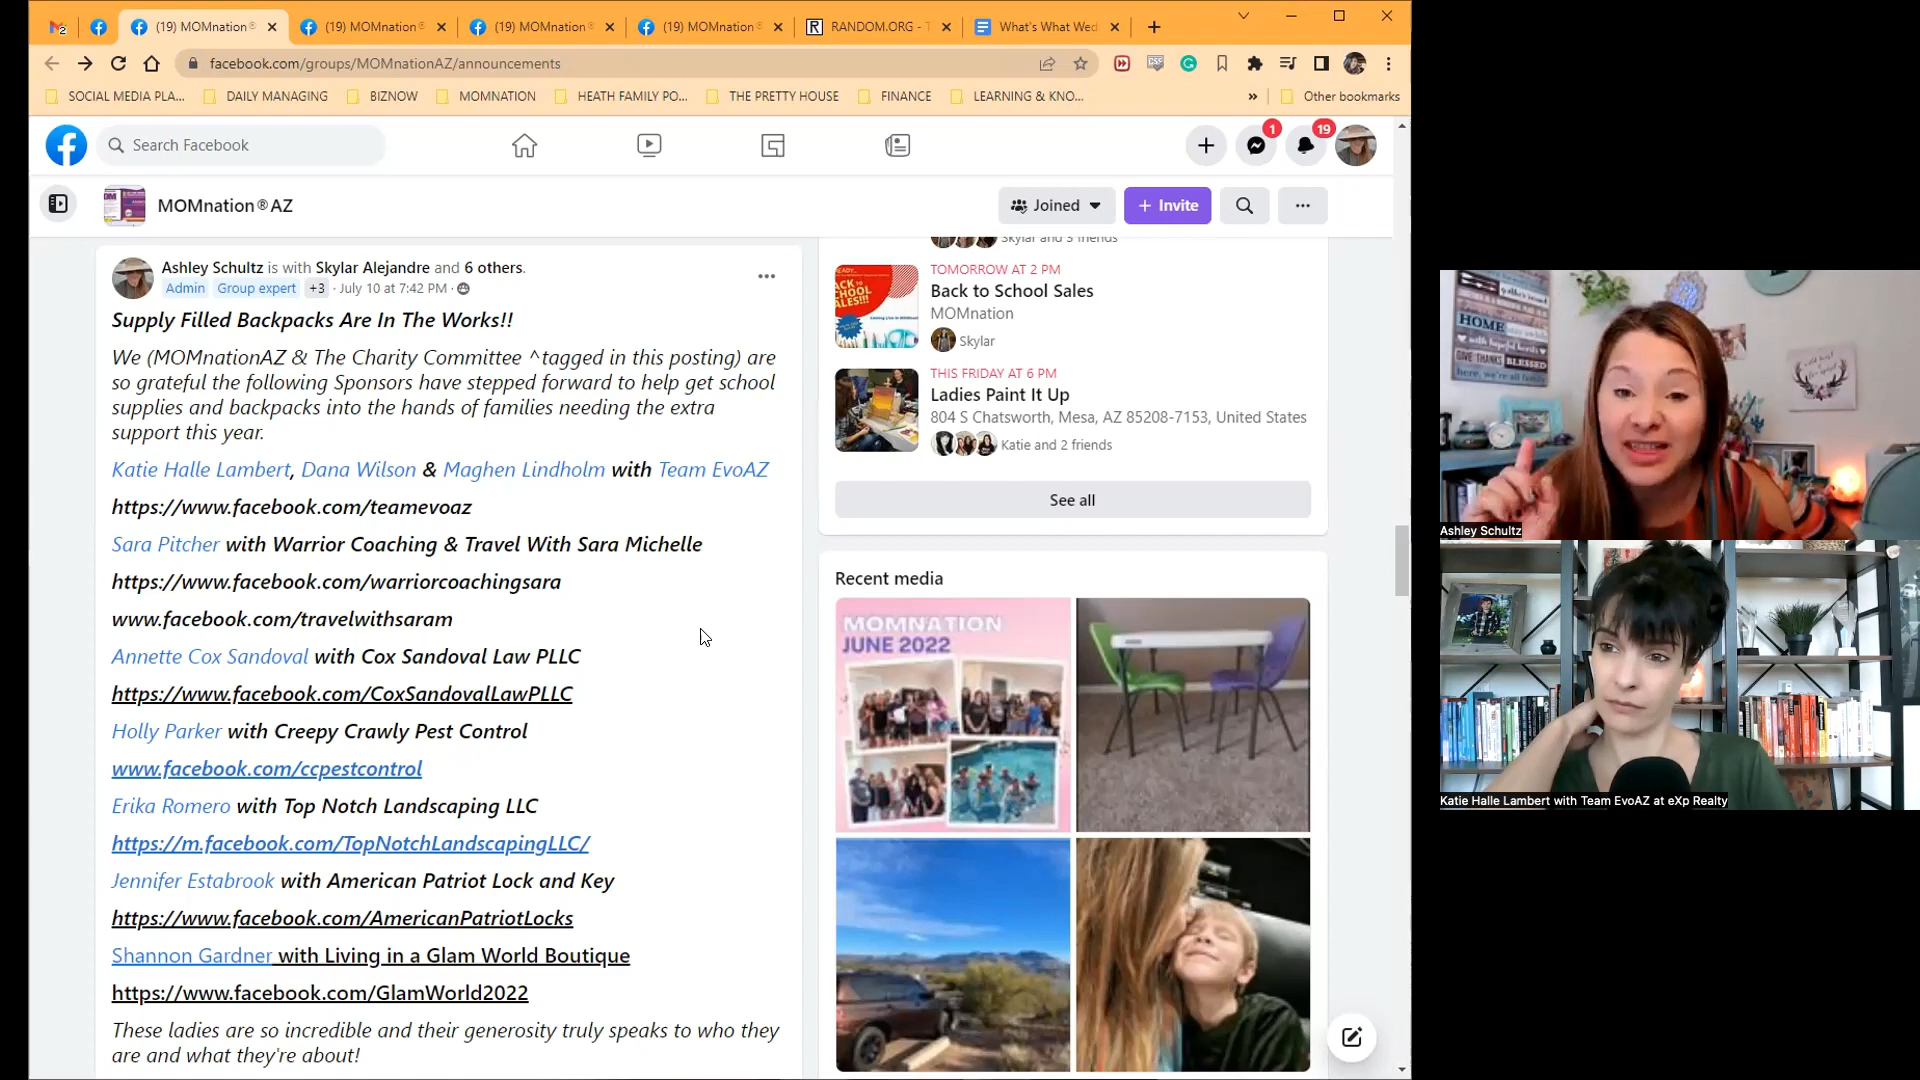 (19) MOMnation®
(19) MOMnation®
(19) MOMnation®
(19) MOMnation®
RANDOM.ORG - T
What's What Wed
facebook.com/groups/MOMnationAZ/announcements
SOCIAL MEDIA PLA...
DAILY MANAGING
BIZNOW
MOMNATION
HEATH FAMILY PO...
THE PRETTY HOUSE
FINANCE
LEARNING & KNO...
»
Other bookmarks
Search Facebook
1
19
MOMnation®AZ
Joined
+ Invite
Ashley Schultz is with Skylar Alejandre and 6 others.
Admin Group expert +3 · July 10 at 7:42 PM ·
Supply Filled Backpacks Are In The Works!!
We (MOMnationAZ & The Charity Committee ^tagged in this posting) are
so grateful the following Sponsors have stepped forward to help get school
supplies and backpacks into the hands of families needing the extra
support this year.
Katie Halle Lambert, Dana Wilson & Maghen Lindholm with Team EvoAZ
https://www.facebook.com/teamevoaz
Sara Pitcher with Warrior Coaching & Travel With Sara Michelle
https://www.facebook.com/warriorcoachingsara
www.facebook.com/travelwithsaram
Annette Cox Sandoval with Cox Sandoval Law PLLC
https://www.facebook.com/CoxSandovalLawPLLC
Holly Parker with Creepy Crawly Pest Control
www.facebook.com/ccpestcontrol
Erika Romero with Top Notch Landscaping LLC
https://m.facebook.com/TopNotchLandscapingLLC/
Jennifer Estabrook with American Patriot Lock and Key
https://www.facebook.com/AmericanPatriotLocks
Shannon Gardner with Living in a Glam World Boutique
https://www.facebook.com/GlamWorld2022
These ladies are so incredible and their generosity truly speaks to who they
are and what they're about!
Skylar and 3 friends
TOMORROW AT 2 PM
Back to School Sales
MOMnation
Skylar
THIS FRIDAY AT 6 PM
Ladies Paint It Up
804 S Chatsworth, Mesa, AZ 85208-7153, United States
Katie and 2 friends
See all
Recent media
MOMNATION
JUNE 2022
HOME
BLESSED
Ashley Schultz
Katie Halle Lambert with Team EvoAZ at eXp Realty